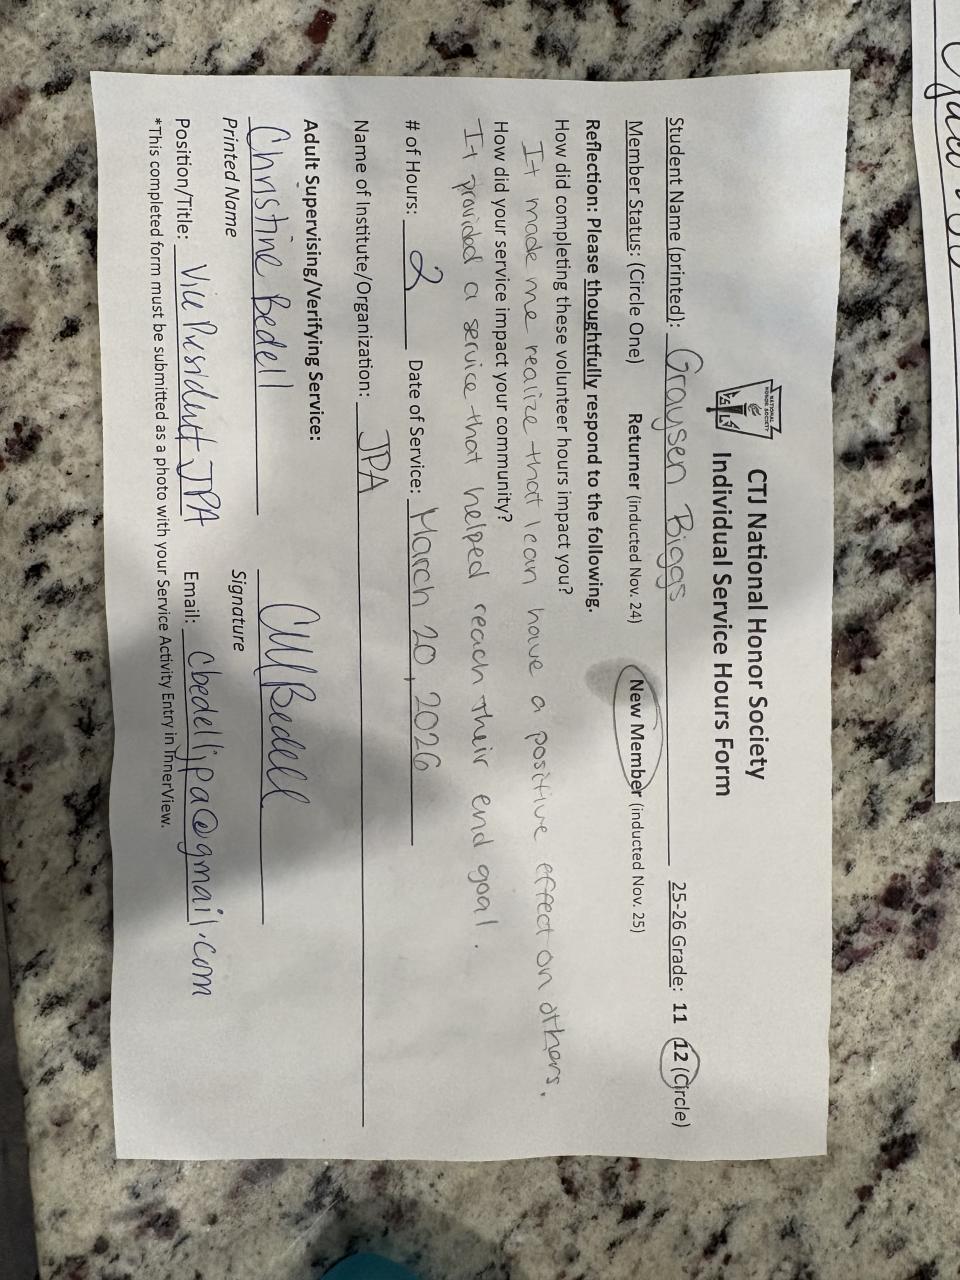 CTJ National Honor Society
Individual Service Hours Form
NATIONAL HONOR SOCIETY
Student Name (printed): Graysen Biggs 25-26 Grade: 11 12 (Circle)
Member Status: (Circle One) Returner (inducted Nov. 24) New Member (inducted Nov. 25)
Reflection: Please thoughtfully respond to the following.
How did completing these volunteer hours impact you?
It made me realize that I can have a positive effect on others.
How did your service impact your community?
It provided a service that helped reach their end goal.
# of Hours: 2 Date of Service: March 20, 2026
Name of Institute/Organization: JPA
Adult Supervising/Verifying Service:
Christine Bedell CMBedell
Printed Name Signature
Position/Title: Vice President JPA Email: Cbedelljpa@gmail.com
*This completed form must be submitted as a photo with your Service Activity Entry in InnerView.